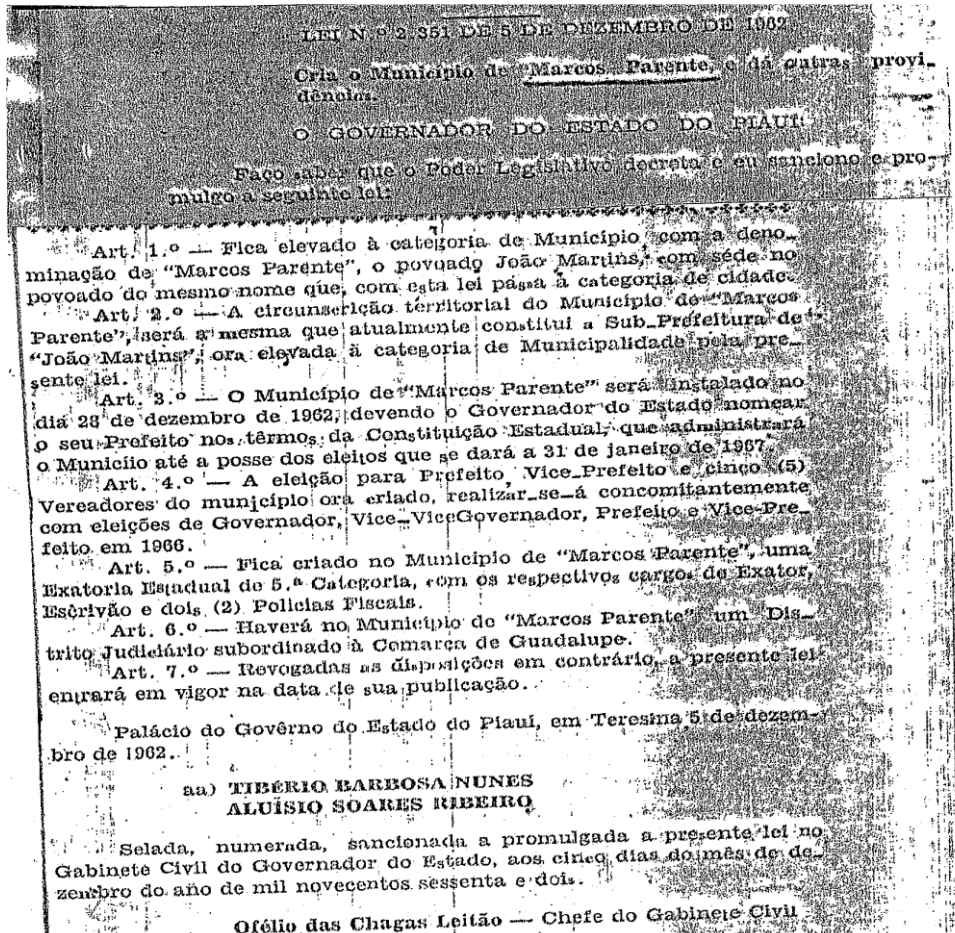 LEI N.º 2.351 DE 5 DE DEZEMBRO DE 1962
Cria o Município de "Marcos Parente, e dá outras provi_
dências.
O GOVERNADOR DO ESTADO DO PIAUÍ:
Faço saber que o Poder Legislativo decreta e eu sanciono e pro-
mulgo a seguinte lei:
Art. 1.º — Fica elevado à categoria de Município, com a deno_
minação de "Marcos Parente", o povoado João Martins, com séde no
povoado do mesmo nome que, com esta lei passa à categoria de cidade.
Art. 2.º — A circunscrição territorial do Município de "Marcos
Parente", será a mesma que atualmente constitui a Sub_Prefeitura de
"João Martins", ora elevada à categoria de Municipalidade pela pre_
sente lei.
Art. 3.º — O Município de "Marcos Parente" será instalado no
dia 28 de dezembro de 1962, devendo o Governador do Estado nomear
o seu Prefeito nos têrmos da Constituição Estadual, que administrará
o Municíio até a posse dos eleitos que se dará a 31 de janeiro de 1967.
Art. 4.º — A eleição para Prefeito, Vice_Prefeito e cinco (5)
Vereadores do município ora criado, realizar_se_á concomitantemente
com eleições de Governador, Vice_ViceGovernador, Prefeito e Vice-Pre_
feito em 1966.
Art. 5.º — Fica criado no Município de "Marcos Parente", uma
Exatoria Estadual de 5.ª Categoria, com os respectivos cargos de Exator,
Escrivão e dois (2) Policias Fiscais.
Art. 6.º — Haverá no Município de "Marcos Parente" um Dis_
trito Judiciário subordinado à Comarca de Guadalupe.
Art. 7.º — Revogadas as disposições em contrário, a presente lei
entrará em vigor na data de sua publicação.
Palácio do Govêrno do Estado do Piauí, em Teresina 5 de dezem-
bro de 1962.
aa) TIBÉRIO BARBOSA NUNES
ALUÍSIO SOARES RIBEIRO
Selada, numerada, sancionada a promulgada a presente lei no
Gabinete Civil do Governador do Estado, aos cinco dias do mês de de_
zembro do ano de mil novecentos sessenta e dois.
Ofélio das Chagas Leitão — Chefe do Gabinete Civil